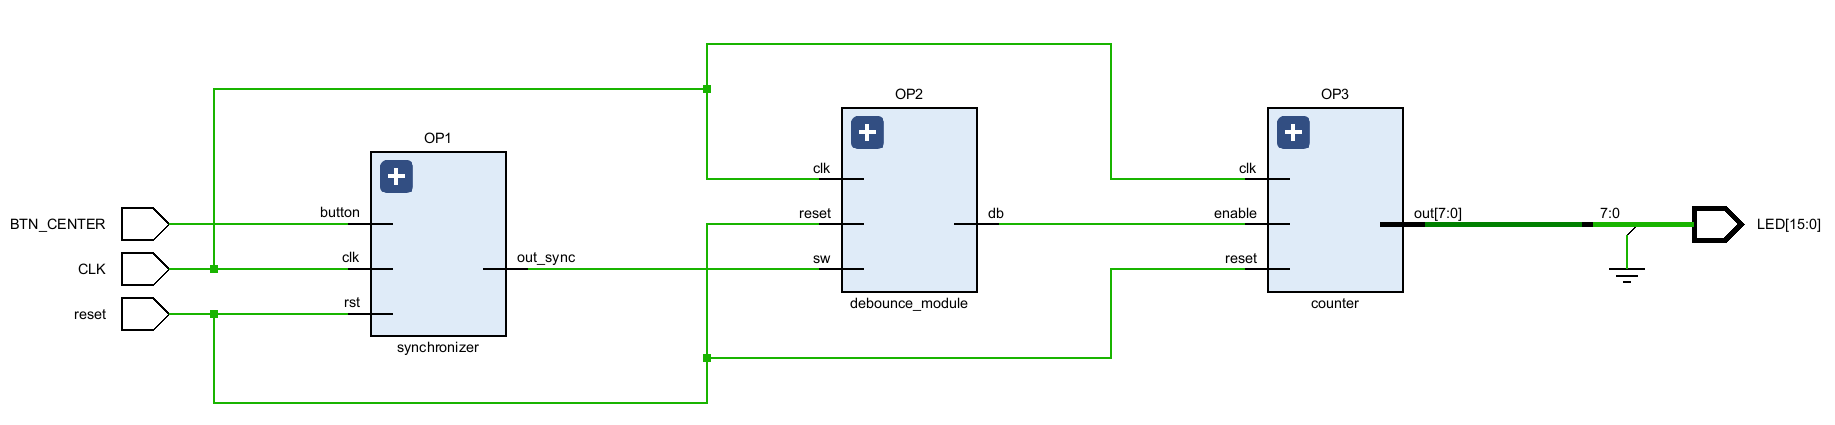 BTN_CENTER
CLK
reset
OP1
button
clk
rst
out_sync
synchronizer
OP2
clk
reset
sw
db
debounce_module
OP3
clk
enable
reset
out[7:0]
counter
7:0
LED[15:0]